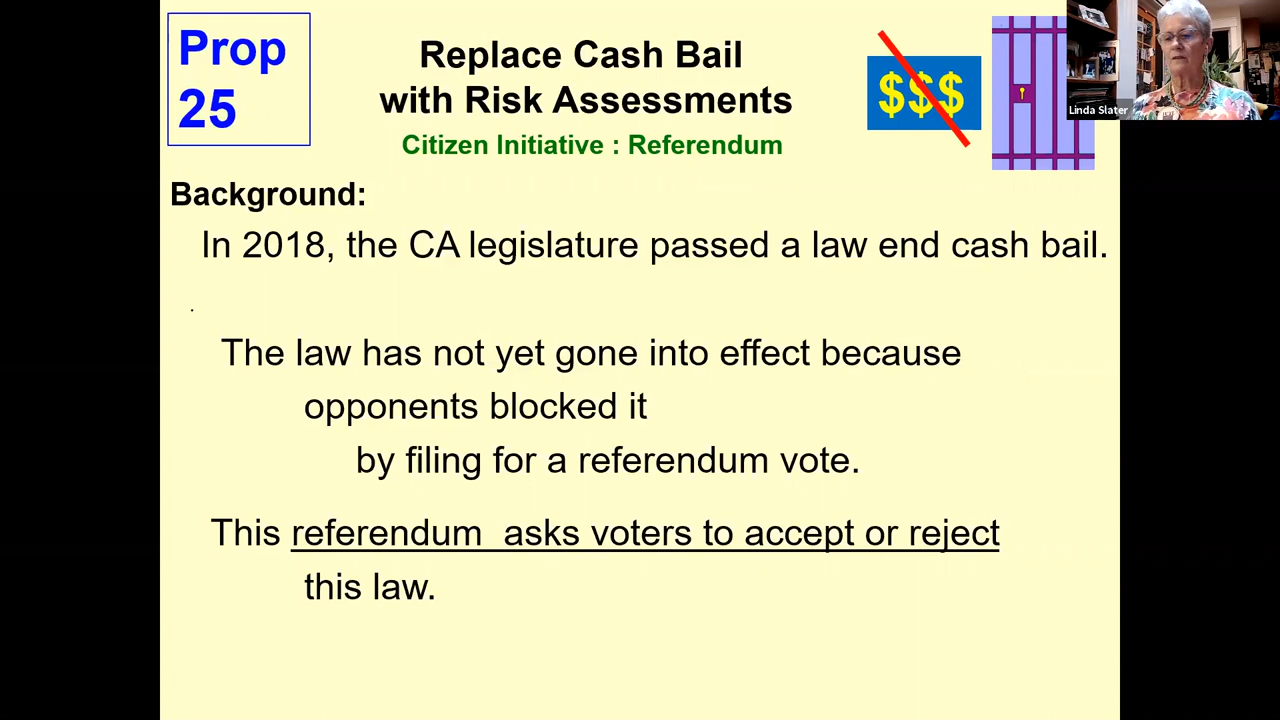 Prop
25
Replace Cash Bail
with Risk Assessments
Citizen Initiative : Referendum
$$$
Linda Slater
Background:
In 2018, the CA legislature passed a law end cash bail.
.
The law has not yet gone into effect because
opponents blocked it
by filing for a referendum vote.
This referendum asks voters to accept or reject
this law.